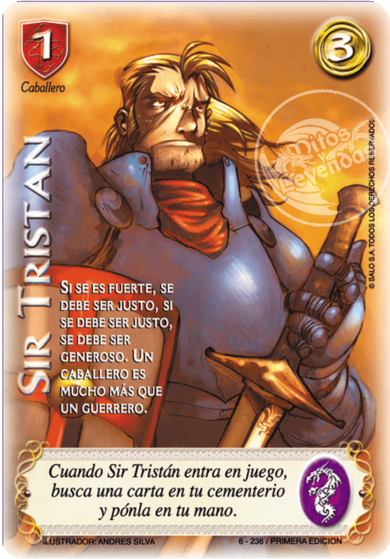 1
3
Caballero
Mitos
y
Leyendas
© SALO S.A. TODOS LOS DERECHOS RESERVADOS
SIR TRISTAN
SI SE ES FUERTE, SE
DEBE SER JUSTO, SI
SE DEBE SER JUSTO,
SE DEBE SER
GENEROSO. UN
CABALLERO ES
MUCHO MÁS QUE
UN GUERRERO.
Cuando Sir Tristán entra en juego,
busca una carta en tu cementerio
y pónla en tu mano.
ILUSTRADOR: ANDRES SILVA
6 - 236 / PRIMERA EDICION